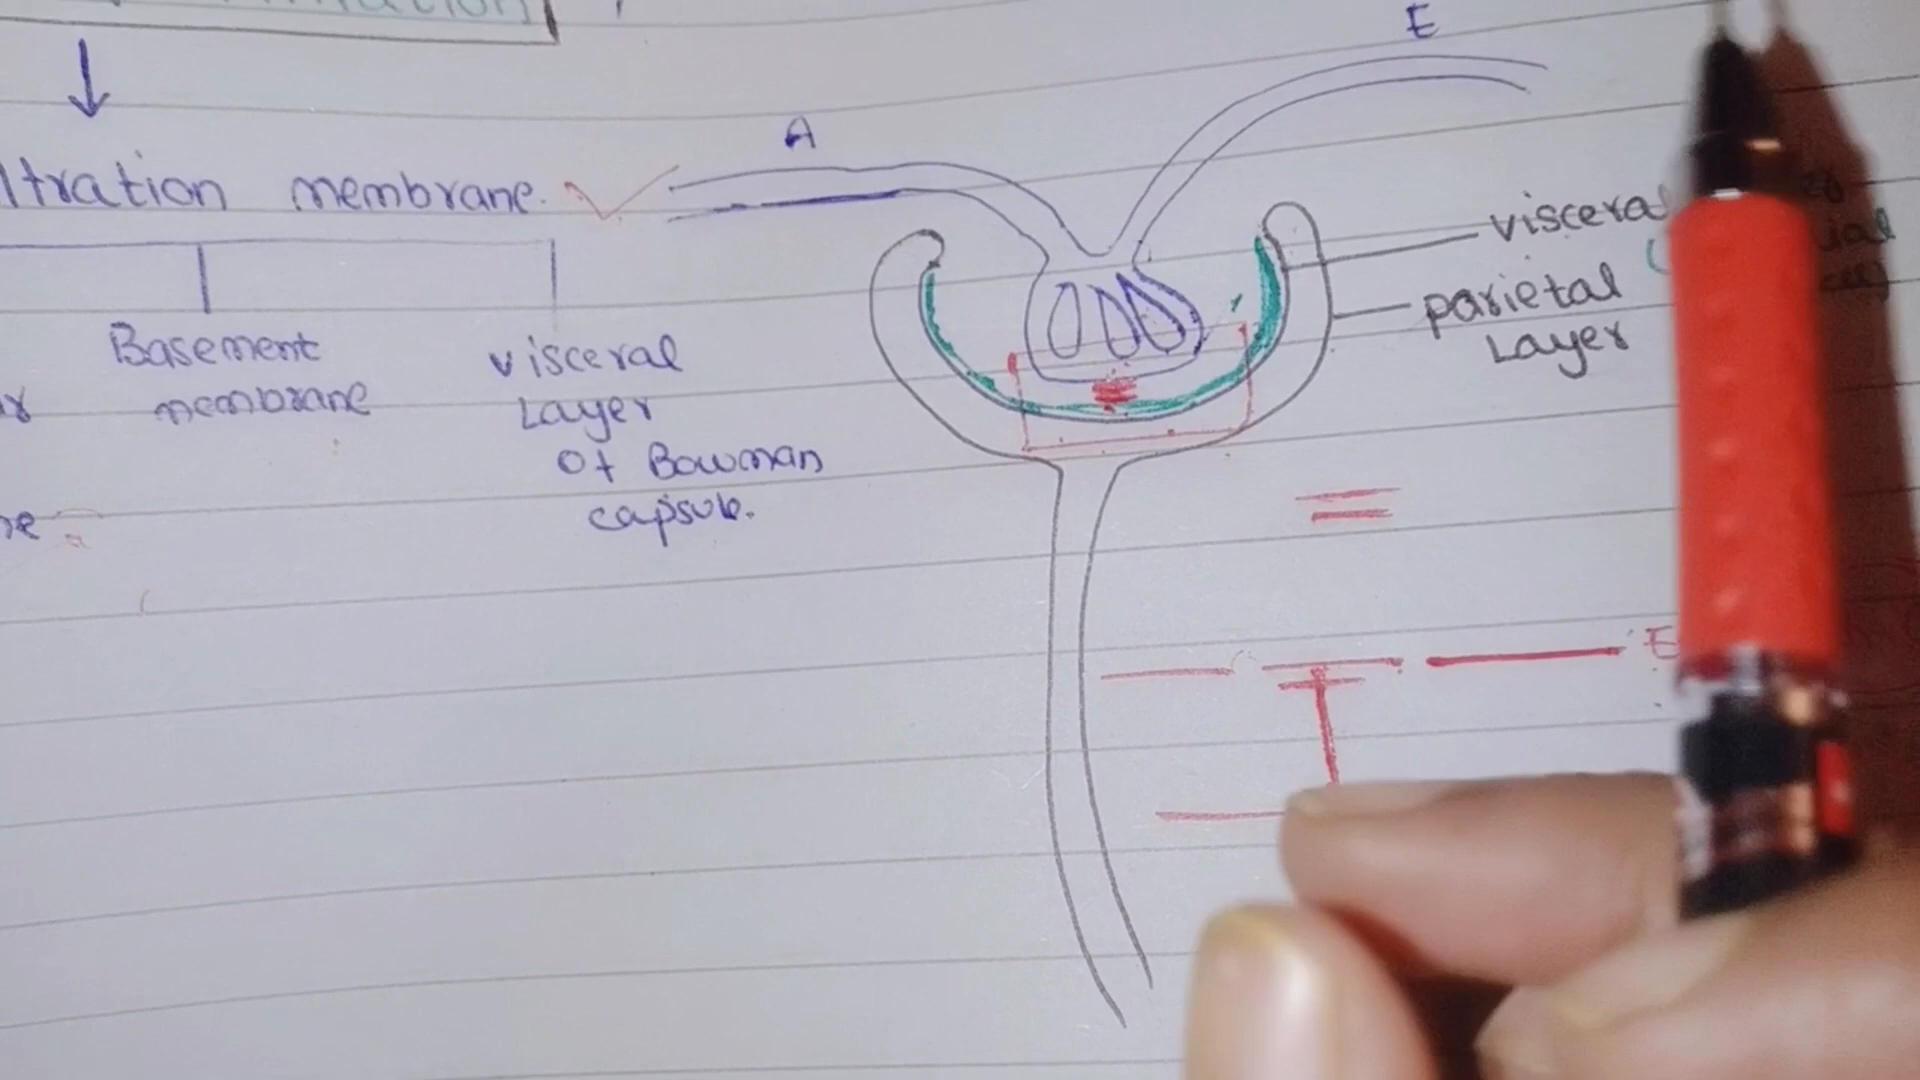 E
A
ltration membrane.
visceral
parietal
Layer
Basement
membrane
visceral
Layer
of Bowman
capsule.
E